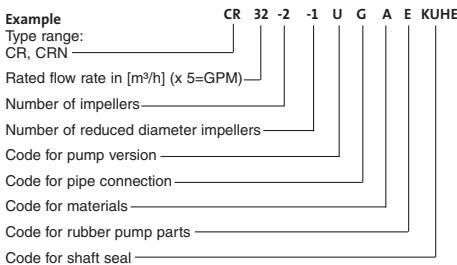 Example CR 32 -2 -1 U G A E KUHE
Type range:
CR, CRN
Rated flow rate in [m³/h] (x 5=GPM)
Number of impellers
Number of reduced diameter impellers
Code for pump version
Code for pipe connection
Code for materials
Code for rubber pump parts
Code for shaft seal